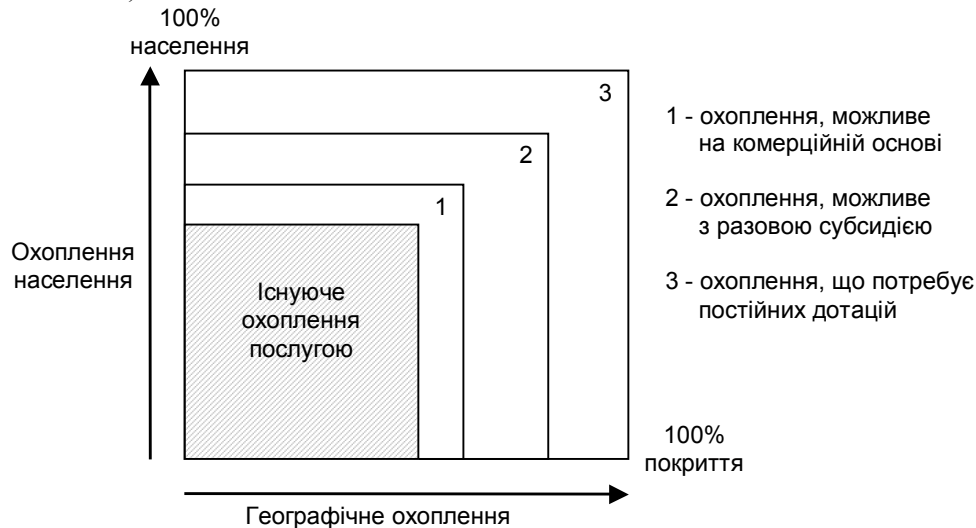 100%
населення
3
2
1
1 - охоплення, можливе
на комерційній основі
2 - охоплення, можливе
з разовою субсидією
3 - охоплення, що потребує
постійних дотацій
Охоплення
населення
Існуюче
охоплення
послугою
100%
покриття
Географічне охоплення